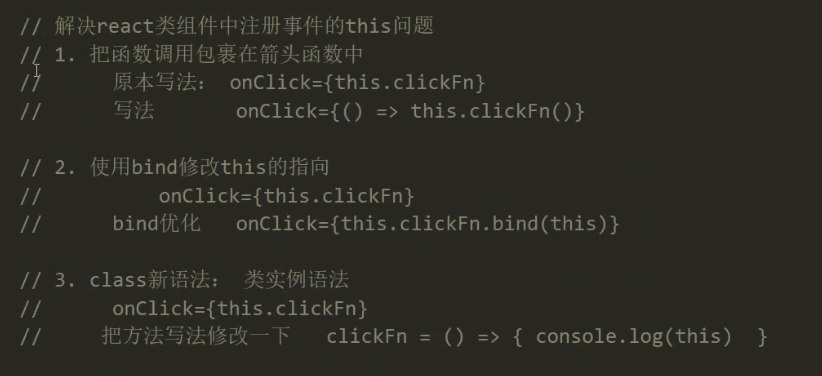 // 解决react类组件中注册事件的this问题
// 1. 把函数调用包裹在箭头函数中
//      原本写法： onClick={this.clickFn}
//      写法       onClick={() => this.clickFn()}
// 2. 使用bind修改this的指向
//          onClick={this.clickFn}
//      bind优化   onClick={this.clickFn.bind(this)}
// 3. class新语法： 类实例语法
//      onClick={this.clickFn}
//     把方法写法修改一下   clickFn = () => { console.log(this)  }